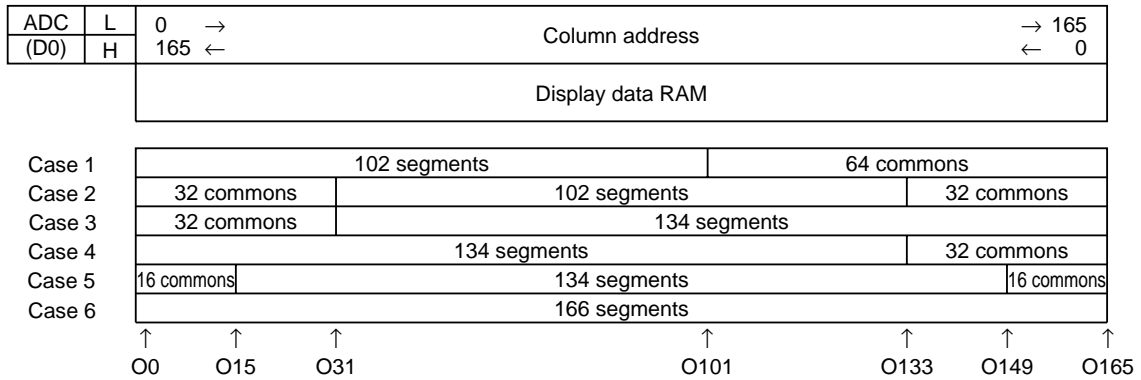 ADC L 0 → Column address → 165
(D0) H 165 ← ← 0
Display data RAM
Case 1 102 segments 64 commons
Case 2 32 commons 102 segments 32 commons
Case 3 32 commons 134 segments
Case 4 134 segments 32 commons
Case 5 16 commons 134 segments 16 commons
Case 6 166 segments
↑ ↑ ↑ ↑ ↑ ↑ ↑
O0 O15 O31 O101 O133 O149 O165